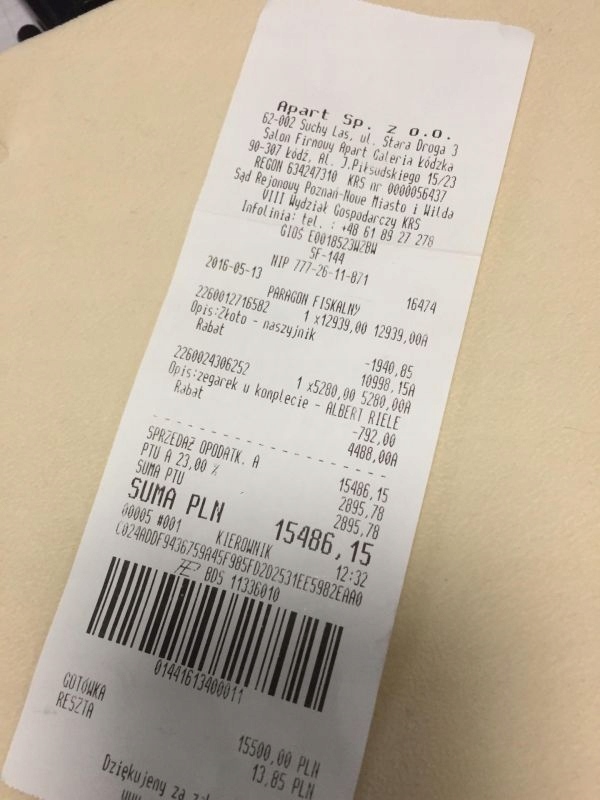 Apart Sp. z o.o.
62-002 Suchy Las, ul. Stara Droga 3
Salon Firmowy Apart Galeria Łódzka
90-307 Łódź, Al. J.Piłsudskiego 15/23
REGON 634247310 KRS nr 0000056437
Sąd Rejonowy Poznań-Nowe Miasto i Wilda
VIII Wydział Gospodarczy KRS
Infolinia: tel. : +48 61 89 27 278
GIOŚ E0018523WZBW
SF-144
NIP 777-26-11-871
2016-05-13 16474
PARAGON FISKALNY
2260012716582 1 x12939,00 12939,00A
Opis:Złoto - naszyjnik
Rabat -1940,85
10998,15A
2260024306252 1 x5280,00 5280,00A
Opis:zegarek w komplecie - ALBERT RIELE
Rabat -792,00
4488,00A
SPRZEDAŻ OPODATK. A 15486,15
PTU A 23,00 % 2895,78
SUMA PTU 2895,78
SUMA PLN 15486,15
00005 #001 KIEROWNIK 12:32
C024ADDF9436759A45F985FD2D2531EE5982EAA0
BDS 11336010
01441613400011
GOTÓWKA 15500,00 PLN
RESZTA 13,85 PLN
Dziękujemy za